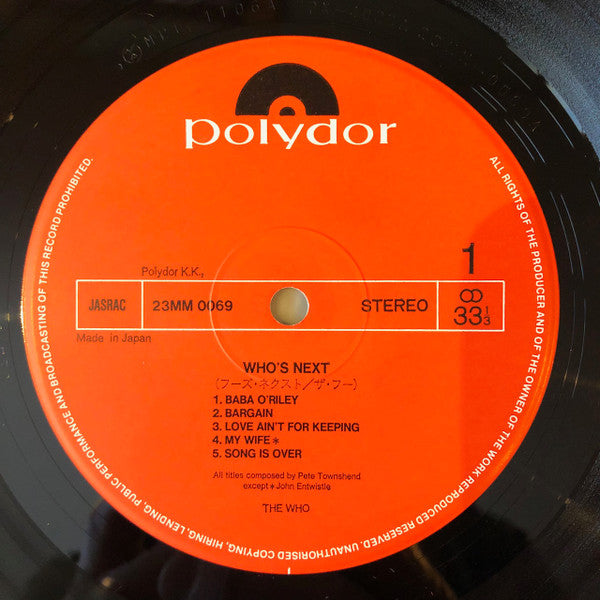 polydor
ALL RIGHTS OF THE PRODUCER AND OF THE OWNER OF THE WORK REPRODUCED RESERVED. UNAUTHORISED COPYING, HIRING, LENDING, PUBLIC PERFORMANCE AND BROADCASTING OF THIS RECORD PROHIBITED.
1
Polydor K.K.,
JASRAC 23MM 0069 STEREO 33 1/3
Made in Japan
WHO'S NEXT
(フーズ・ネクスト/ザ・フー)
1. BABA O'RILEY
2. BARGAIN
3. LOVE AIN'T FOR KEEPING
4. MY WIFE*
5. SONG IS OVER
All titles composed by Pete Townshend
except*John Entwistle
THE WHO